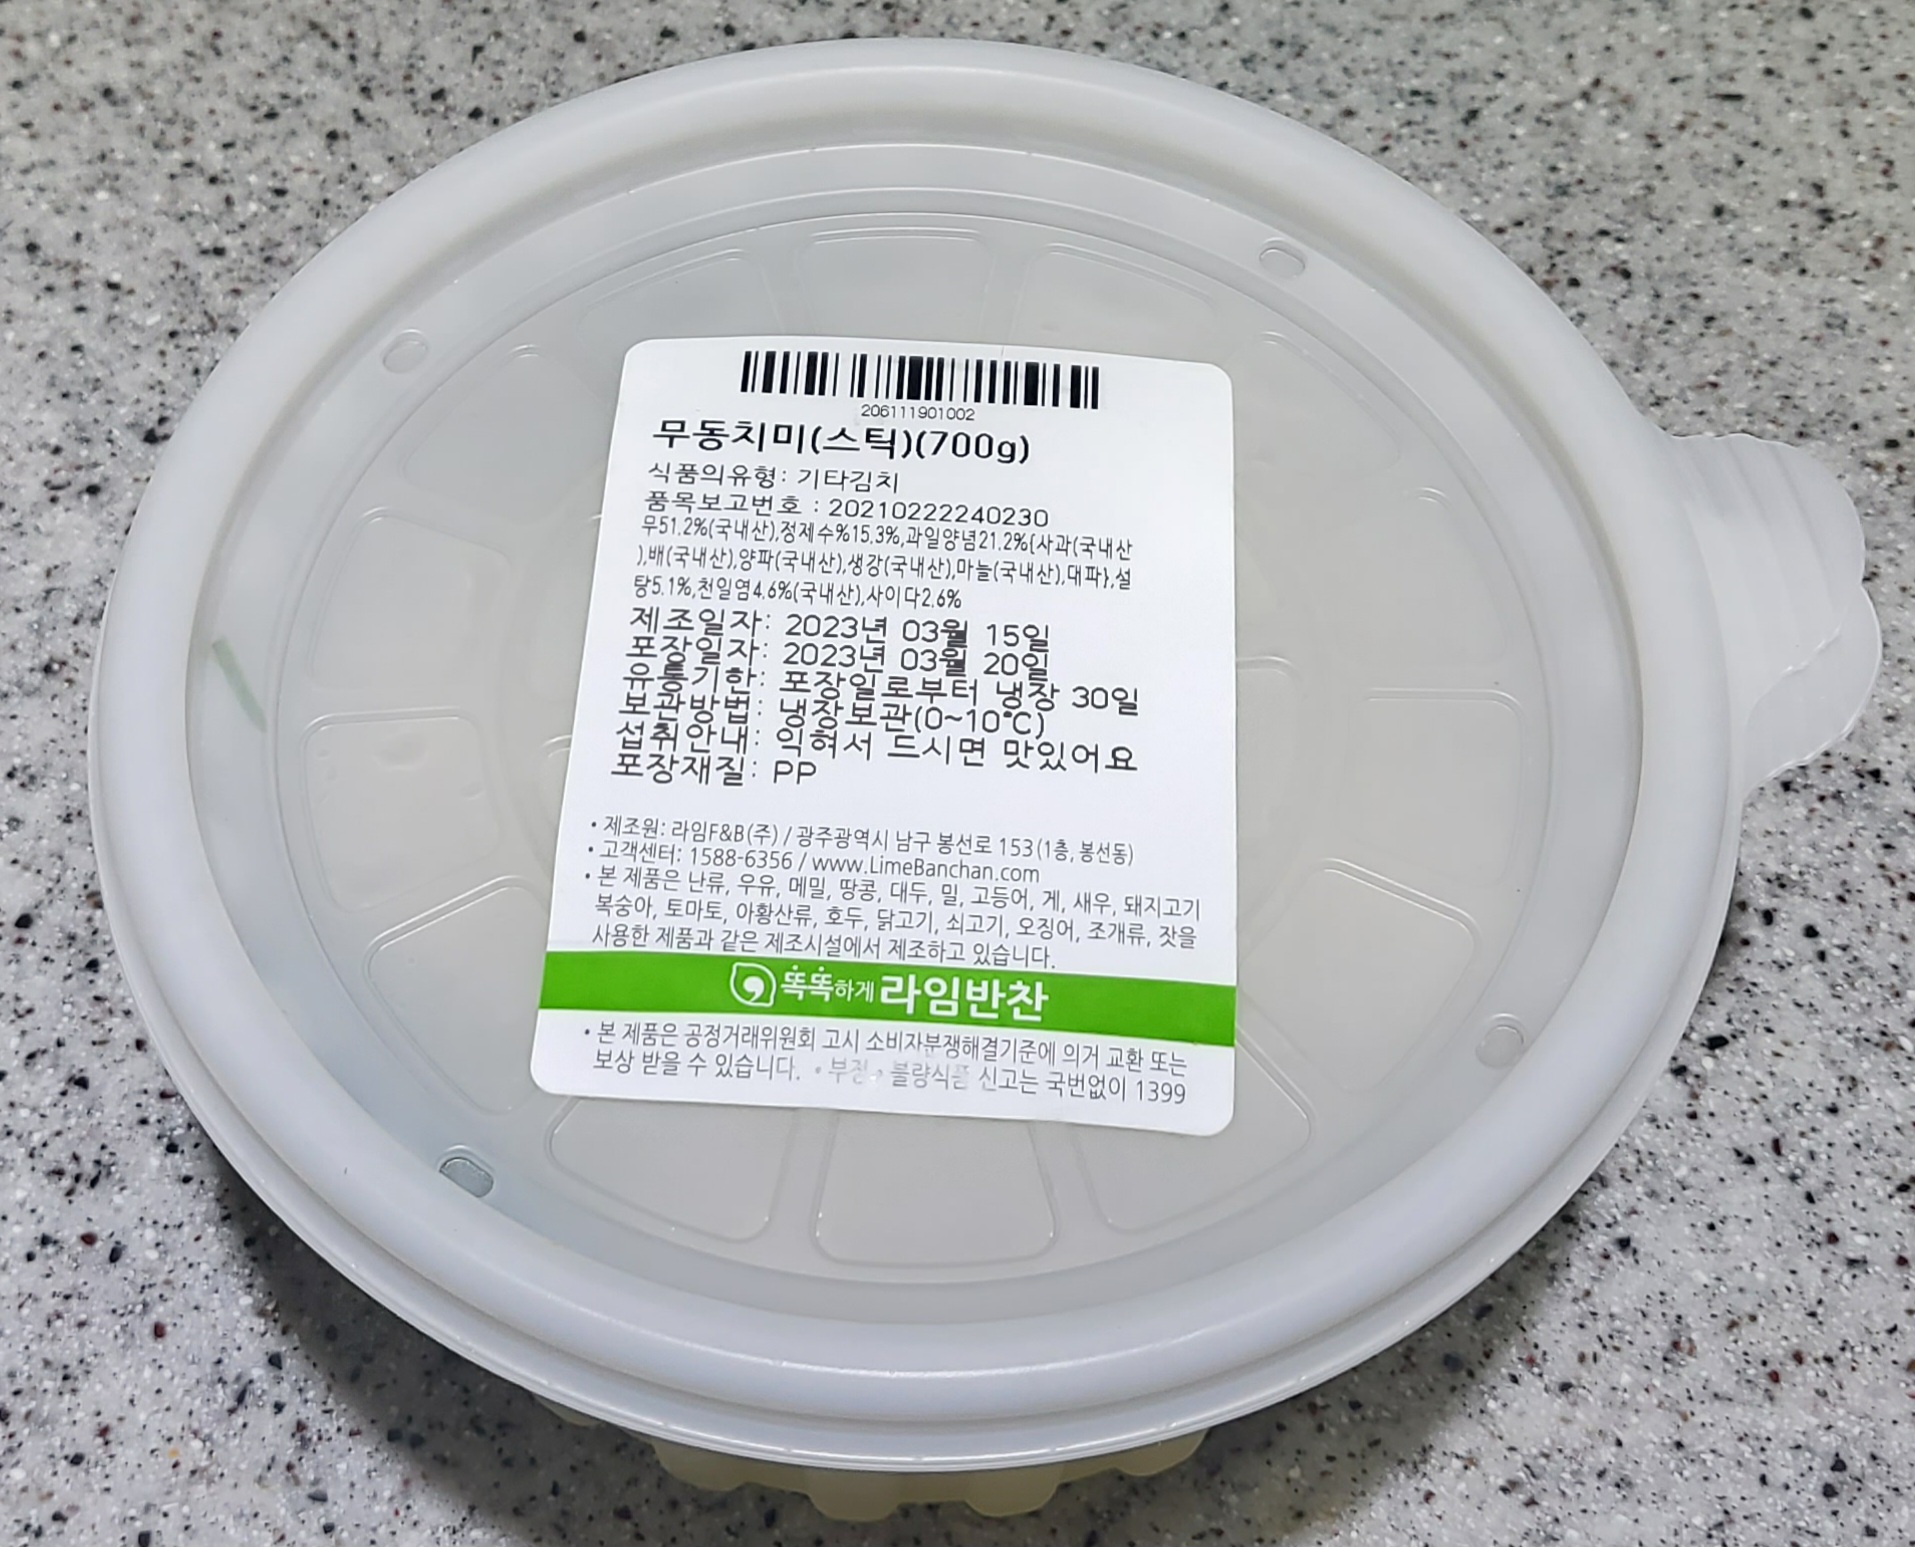 206111901002
무동치미(스틱)(700g)
식품의유형: 기타김치
품목보고번호 : 20210222240230
무51.2%(국내산),정제수%15.3%,과일양념21.2%{사과(국내산
),배(국내산),양파(국내산),생강(국내산),마늘(국내산),대파},설
탕5.1%,천일염4.6%(국내산),사이다2.6%
제조일자: 2023년 03월 15일
포장일자: 2023년 03월 20일
유통기한: 포장일로부터 냉장 30일
보관방법: 냉장보관(0~10℃)
섭취안내: 익혀서 드시면 맛있어요
포장재질: PP
• 제조원: 라임F&B(주) / 광주광역시 남구 봉선로 153 (1층, 봉선동)
• 고객센터: 1588-6356 / www.LimeBanchan.com
• 본 제품은 난류, 우유, 메밀, 땅콩, 대두, 밀, 고등어, 게, 새우, 돼지고기
복숭아, 토마토, 아황산류, 호두, 닭고기, 쇠고기, 오징어, 조개류, 잣을
사용한 제품과 같은 제조시설에서 제조하고 있습니다.
똑똑하게 라임반찬
• 본 제품은 공정거래위원회 고시 소비자분쟁해결기준에 의거 교환 또는
보상 받을 수 있습니다. • 부정 • 불량식품 신고는 국번없이 1399